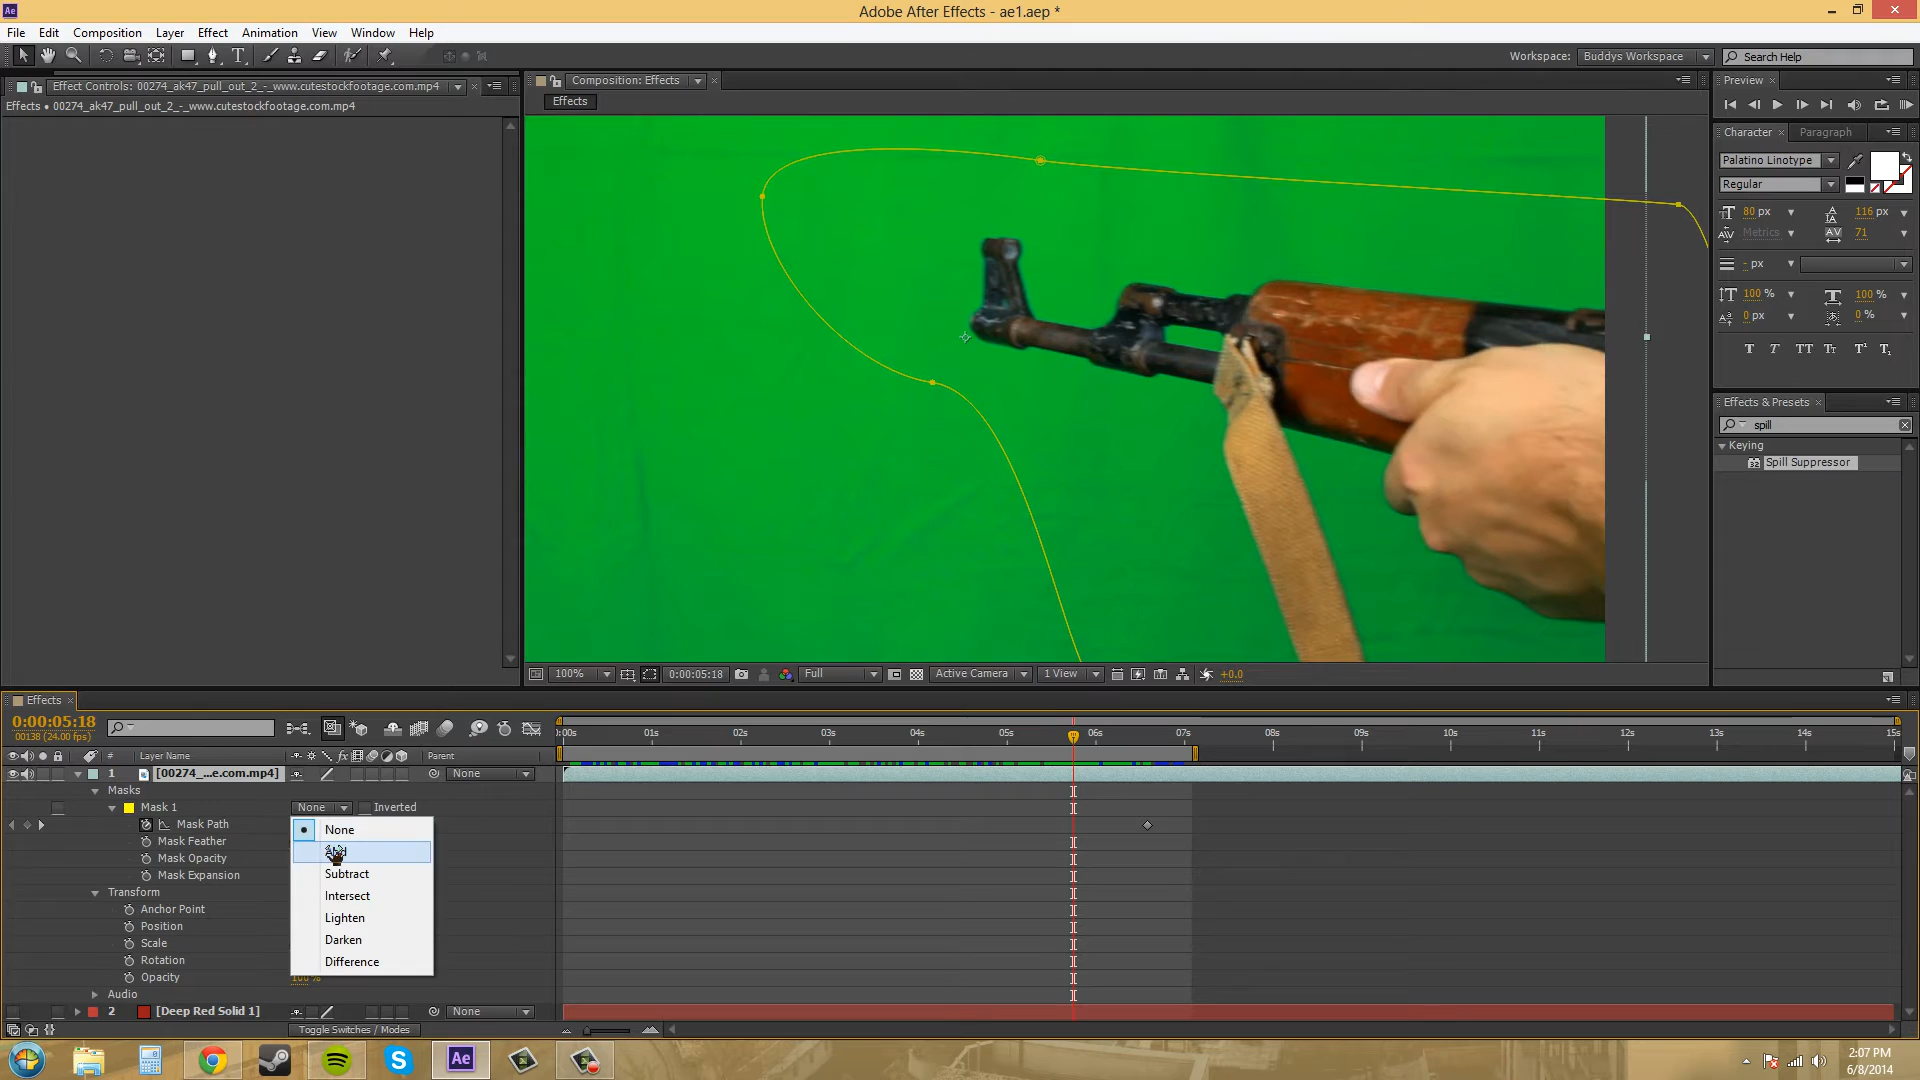 Adobe After Effects - ae1.aep *
File Edit Composition Layer Effect Animation View Window Help
Workspace: Buddys Workspace Search Help
Effect Controls: 00274_ak47_pull_out_2_-_www.cutestockfootage.com.mp4
Effects • 00274_ak47_pull_out_2_-_www.cutestockfootage.com.mp4
Composition: Effects
Effects
Preview
Character Paragraph
Palatino Linotype
Regular
80 px 116 px
Metrics 71
- px
100 % 100 %
0 px 0 %
T T TT Tt T¹ T₁
Effects & Presets
spill
Keying
Spill Suppressor
100% 0:00:05:18 Full Active Camera 1 View +0.0
Effects
0:00:05:18
00138 (24.00 fps)
# Layer Name Parent
:00s 01s 02s 03s 04s 05s 06s 07s 08s 09s 10s 11s 12s 13s 14s 15s
1 [00274_...e.com.mp4] None
Masks
Mask 1 None Inverted
Mask Path
Mask Feather
Mask Opacity
Mask Expansion
None
Subtract
Intersect
Lighten
Darken
Difference
Transform
Anchor Point
Position
Scale
Rotation
Opacity 100 %
Audio
2 [Deep Red Solid 1] None
Toggle Switches / Modes
2:07 PM
6/8/2014